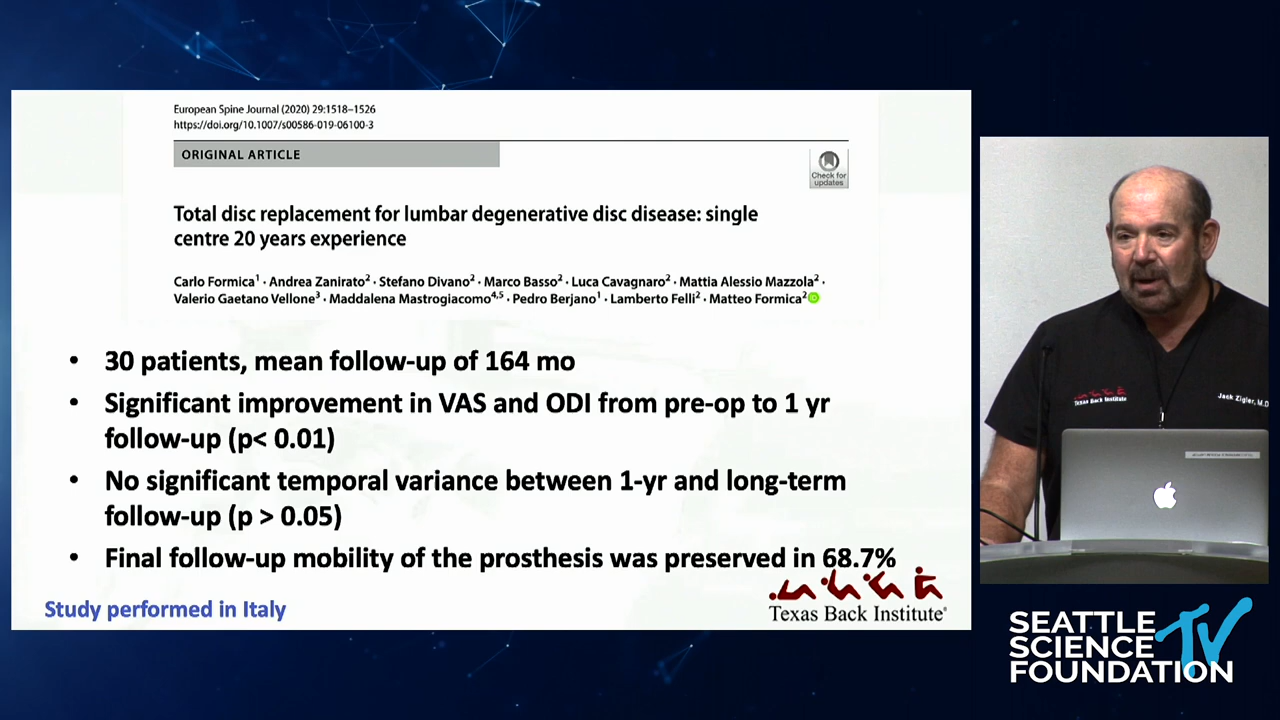 European Spine Journal (2020) 29:1518–1526
https://doi.org/10.1007/s00586-019-06100-3
ORIGINAL ARTICLE
Check for
updates
Total disc replacement for lumbar degenerative disc disease: single
centre 20 years experience
Carlo Formica1 · Andrea Zanirato2 · Stefano Divano2 · Marco Basso2 · Luca Cavagnaro2 · Mattia Alessio Mazzola2 ·
Valerio Gaetano Vellone3 · Maddalena Mastrogiacomo4,5 · Pedro Berjano1 · Lamberto Felli2 · Matteo Formica2
• 30 patients, mean follow-up of 164 mo
• Significant improvement in VAS and ODI from pre-op to 1 yr
follow-up (p< 0.01)
• No significant temporal variance between 1-yr and long-term
follow-up (p > 0.05)
• Final follow-up mobility of the prosthesis was preserved in 68.7%
Study performed in Italy
Texas Back Institute®
Texas Back Institute
Jack Zigler, M.D
SEATTLE
SCIENCE
FOUNDATION
TV